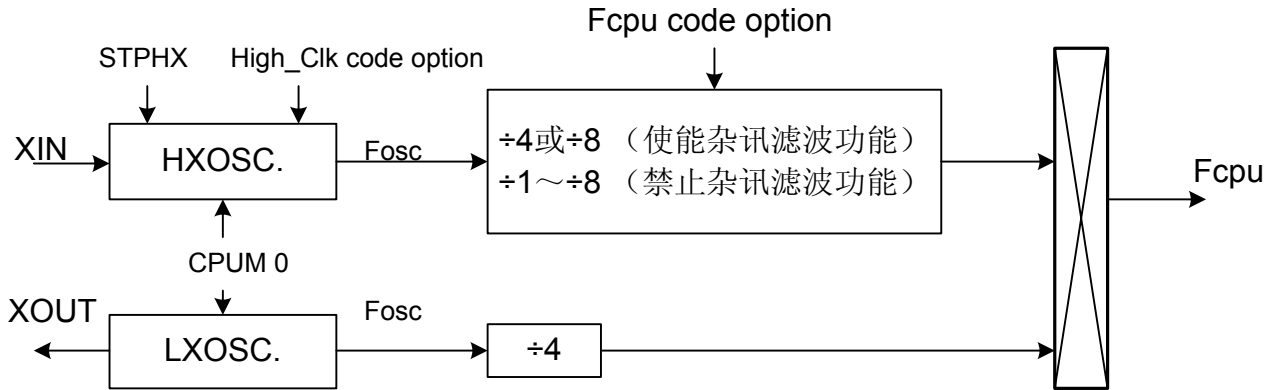 Fcpu code option
STPHX
High_Clk code option
XIN
HXOSC.
Fosc
÷4或÷8 （使能杂讯滤波功能）
÷1～÷8 （禁止杂讯滤波功能）
Fcpu
CPUM 0
XOUT
LXOSC.
Fosc
÷4